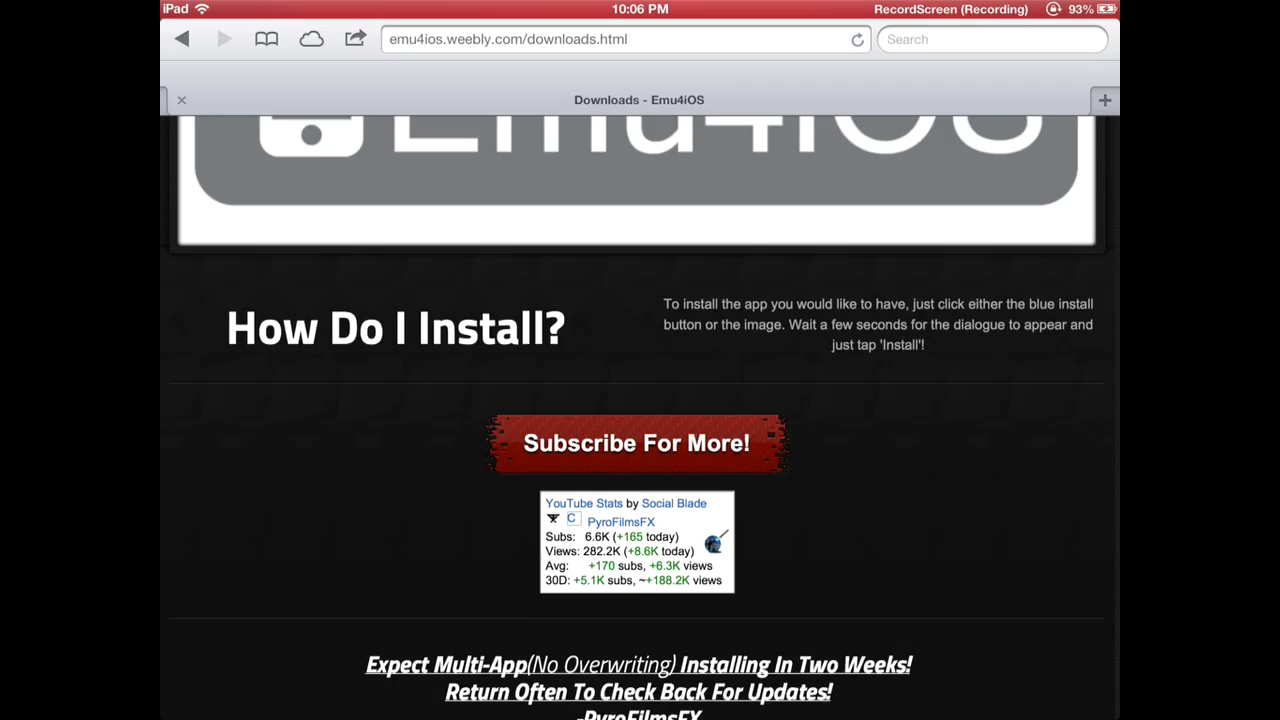 iPad 10:06 PM RecordScreen (Recording) 93%
emu4ios.weebly.com/downloads.html Search
Downloads - Emu4iOS
Emu4iOS
How Do I Install?
To install the app you would like to have, just click either the blue install
button or the image. Wait a few seconds for the dialogue to appear and
just tap 'Install'!
Subscribe For More!
YouTube Stats by Social Blade
C PyroFilmsFX
Subs: 6.6K (+165 today)
Views: 282.2K (+8.6K today)
Avg: +170 subs, +6.3K views
30D: +5.1K subs, ~+188.2K views
Expect Multi-App(No Overwriting) Installing In Two Weeks!
Return Often To Check Back For Updates!
-PyroFilmsFX